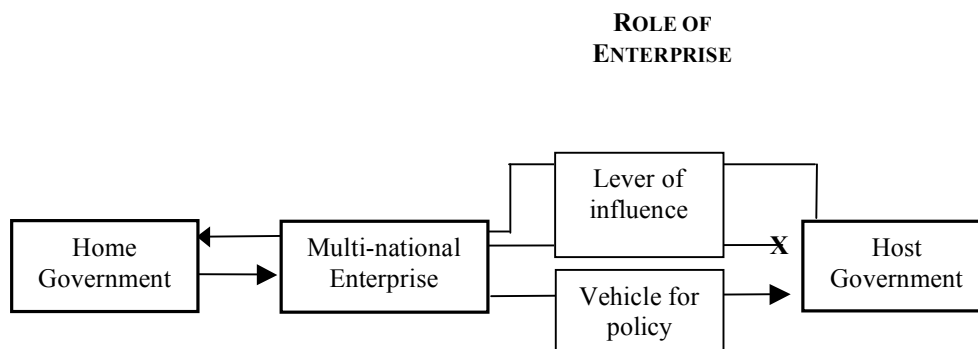 ROLE OF
ENTERPRISE
Lever of
influence
Home
Government
Multi-national
Enterprise
X
Host
Government
Vehicle for
policy